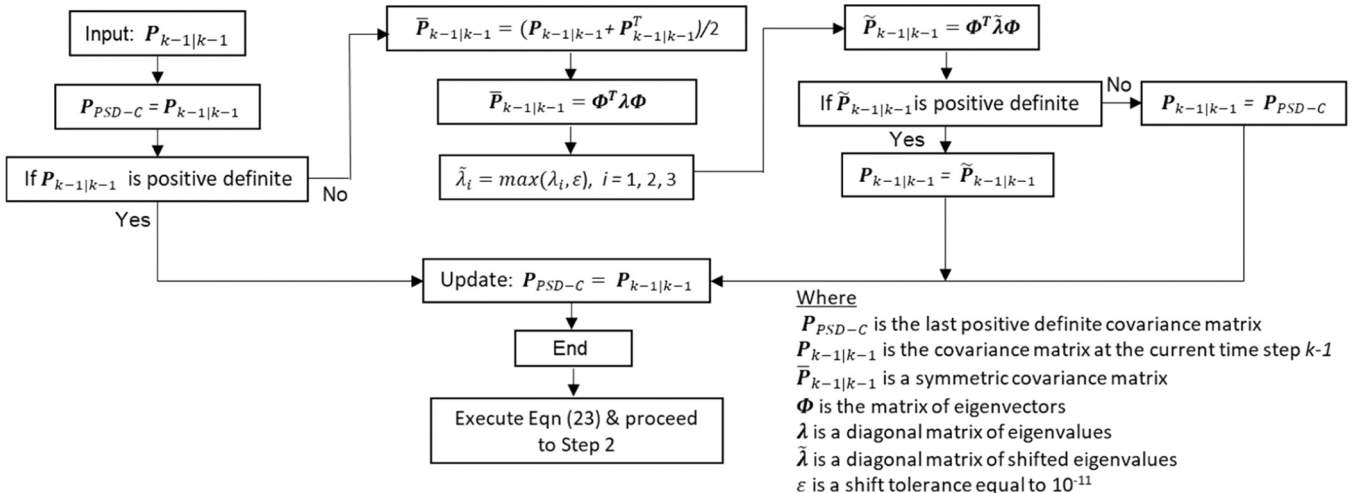 Input: P_{k−1|k−1}
P_{PSD−C} = P_{k−1|k−1}
If P_{k−1|k−1} is positive definite
No
Yes
P̅_{k−1|k−1} = (P_{k−1|k−1} + P^T_{k−1|k−1})/2
P̅_{k−1|k−1} = Φ^T λΦ
λ̃_i = max(λ_i, ε), i = 1, 2, 3
P̃_{k−1|k−1} = Φ^T λ̃Φ
If P̃_{k−1|k−1} is positive definite
No
Yes
P_{k−1|k−1} = P_{PSD−C}
P_{k−1|k−1} = P̃_{k−1|k−1}
Update: P_{PSD−C} = P_{k−1|k−1}
End
Execute Eqn (23) & proceed
to Step 2
Where
P_{PSD−C} is the last positive definite covariance matrix
P_{k−1|k−1} is the covariance matrix at the current time step k-1
P̅_{k−1|k−1} is a symmetric covariance matrix
Φ is the matrix of eigenvectors
λ is a diagonal matrix of eigenvalues
λ̃ is a diagonal matrix of shifted eigenvalues
ε is a shift tolerance equal to 10^{-11}